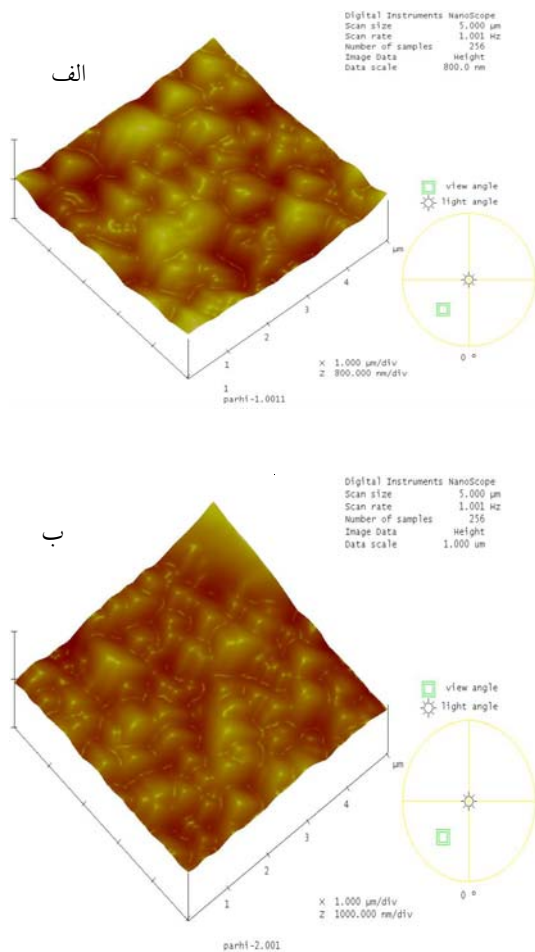 Digital Instruments NanoScope
Scan size 5.000 µm
Scan rate 1.001 Hz
Number of samples 256
Image Data Height
Data scale 800.0 nm
الف
view angle
light angle
µm
4
3
2
1
1
0 °
X 1.000 µm/div
Z 800.000 nm/div
parhi-1.0011
Digital Instruments NanoScope
Scan size 5.000 µm
Scan rate 1.001 Hz
Number of samples 256
Image Data Height
Data scale 1.000 um
ب
view angle
light angle
µm
4
3
2
1
0 °
X 1.000 µm/div
Z 1000.000 nm/div
parhi-2.001